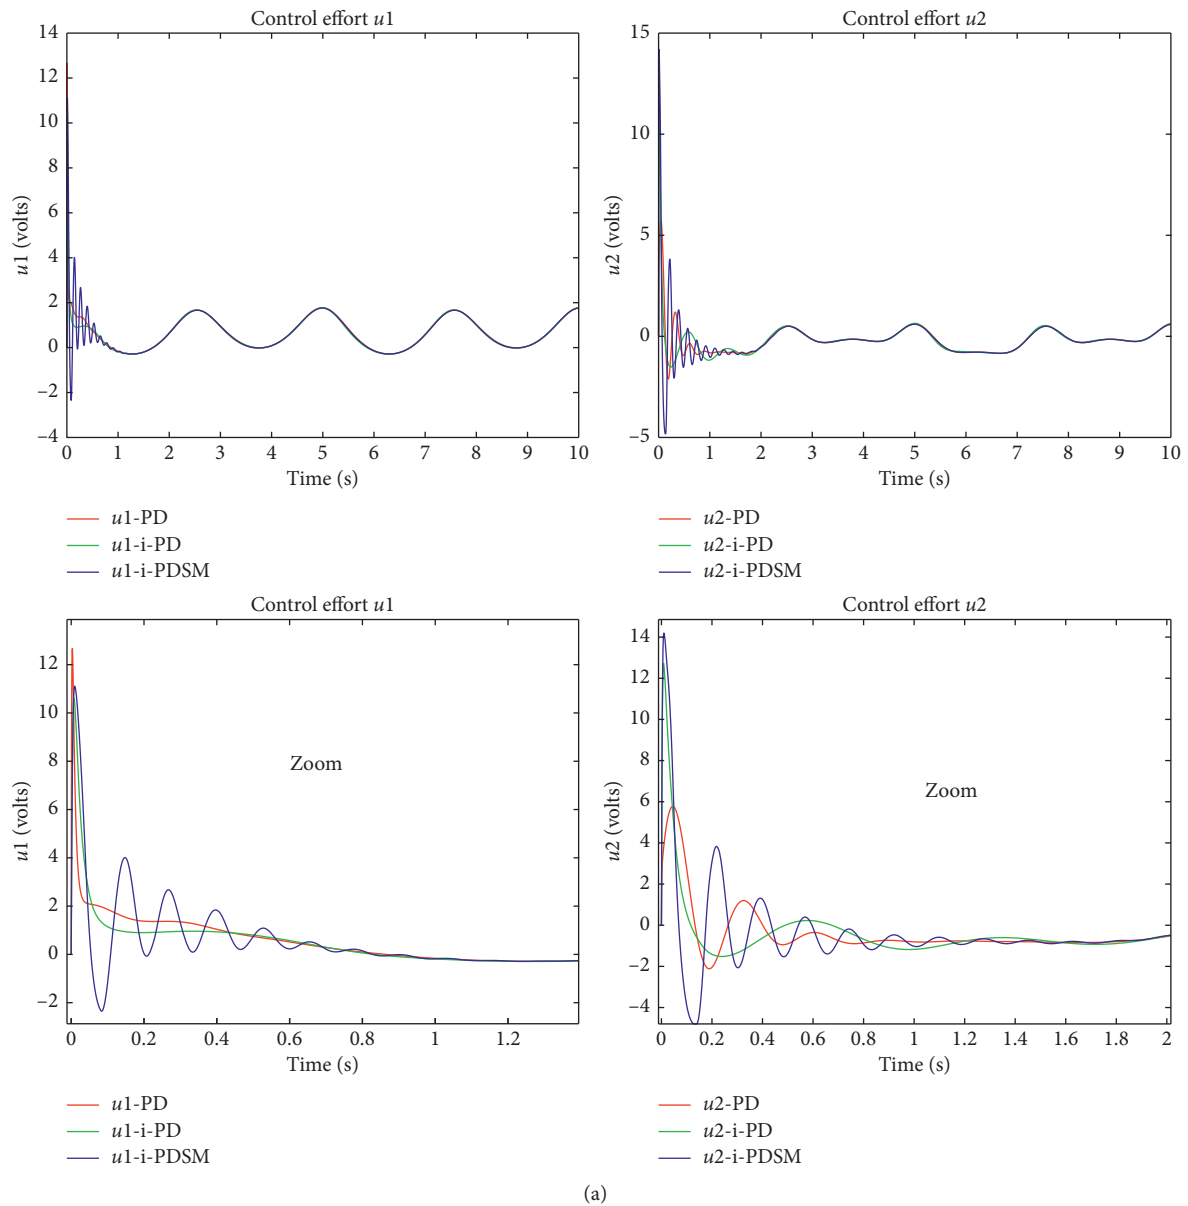 Control effort u1
14
12
10
8
6
4
2
0
−2
−4
u1 (volts)
0 1 2 3 4 5 6 7 8 9 10
Time (s)
u1-PD
u1-i-PD
u1-i-PDSM
Control effort u2
15
10
5
0
−5
u2 (volts)
0 1 2 3 4 5 6 7 8 9 10
Time (s)
u2-PD
u2-i-PD
u2-i-PDSM
Control effort u1
12
10
8
6
4
2
0
−2
u1 (volts)
Zoom
0 0.2 0.4 0.6 0.8 1 1.2
Time (s)
u1-PD
u1-i-PD
u1-i-PDSM
Control effort u2
14
12
10
8
6
4
2
0
−2
−4
u2 (volts)
Zoom
0 0.2 0.4 0.6 0.8 1 1.2 1.4 1.6 1.8 2
Time (s)
u2-PD
u2-i-PD
u2-i-PDSM
(a)